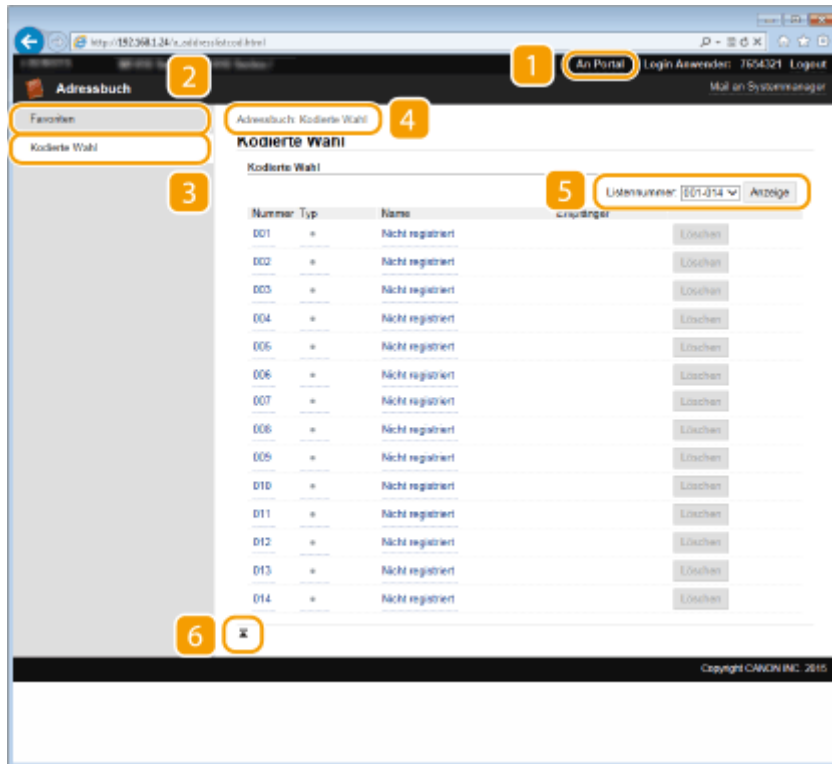 http://192.168.1.24/a_addresslistcod.html
1
An Portal Login Anwender: 7654321 Logout
2
Adressbuch
Mail an Systemmanager
Favoriten
Adressbuch: Kodierte Wahl
4
Kodierte Wahl
Kodierte Wahl
Kodierte Wahl
3
5
Listennummer: 001-014 Anzeige
Nummer Typ Name Empfänger
001 Nicht registriert Löschen
002 Nicht registriert Löschen
003 Nicht registriert Löschen
004 Nicht registriert Löschen
005 Nicht registriert Löschen
006 Nicht registriert Löschen
007 Nicht registriert Löschen
008 Nicht registriert Löschen
009 Nicht registriert Löschen
010 Nicht registriert Löschen
011 Nicht registriert Löschen
012 Nicht registriert Löschen
013 Nicht registriert Löschen
014 Nicht registriert Löschen
6
Copyright CANON INC. 2015